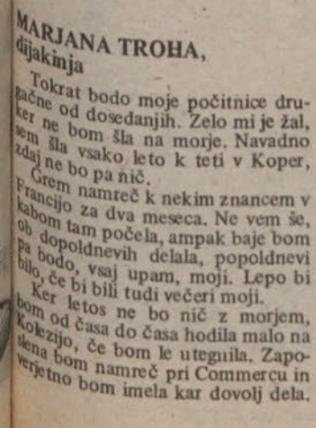 MARJANA TROHA,
dijakinja
Tokrat bodo moje počitnice dru-
gačne od dosedanjih. Zelo mi je žal,
ker ne bom šla na morje. Navadno
sem šla vsako leto k teti v Koper,
zdaj ne bo pa nič.
Grem namreč k nekim znancem v
Francijo za dva meseca. Ne vem še,
kabom tam počela, ampak baje bom
ob dopoldnevih delala, popoldnevi
pa bodo, vsaj upam, moji. Lepo bi
bilo, če bi bili tudi večeri moji.
Ker letos ne bo nič z morjem,
bom od časa do časa hodila malo na
Kolezijo, če bom le utegnila. Zapo-
slena bom namreč pri Commercu in
verjetno bom imela kar dovolj dela.